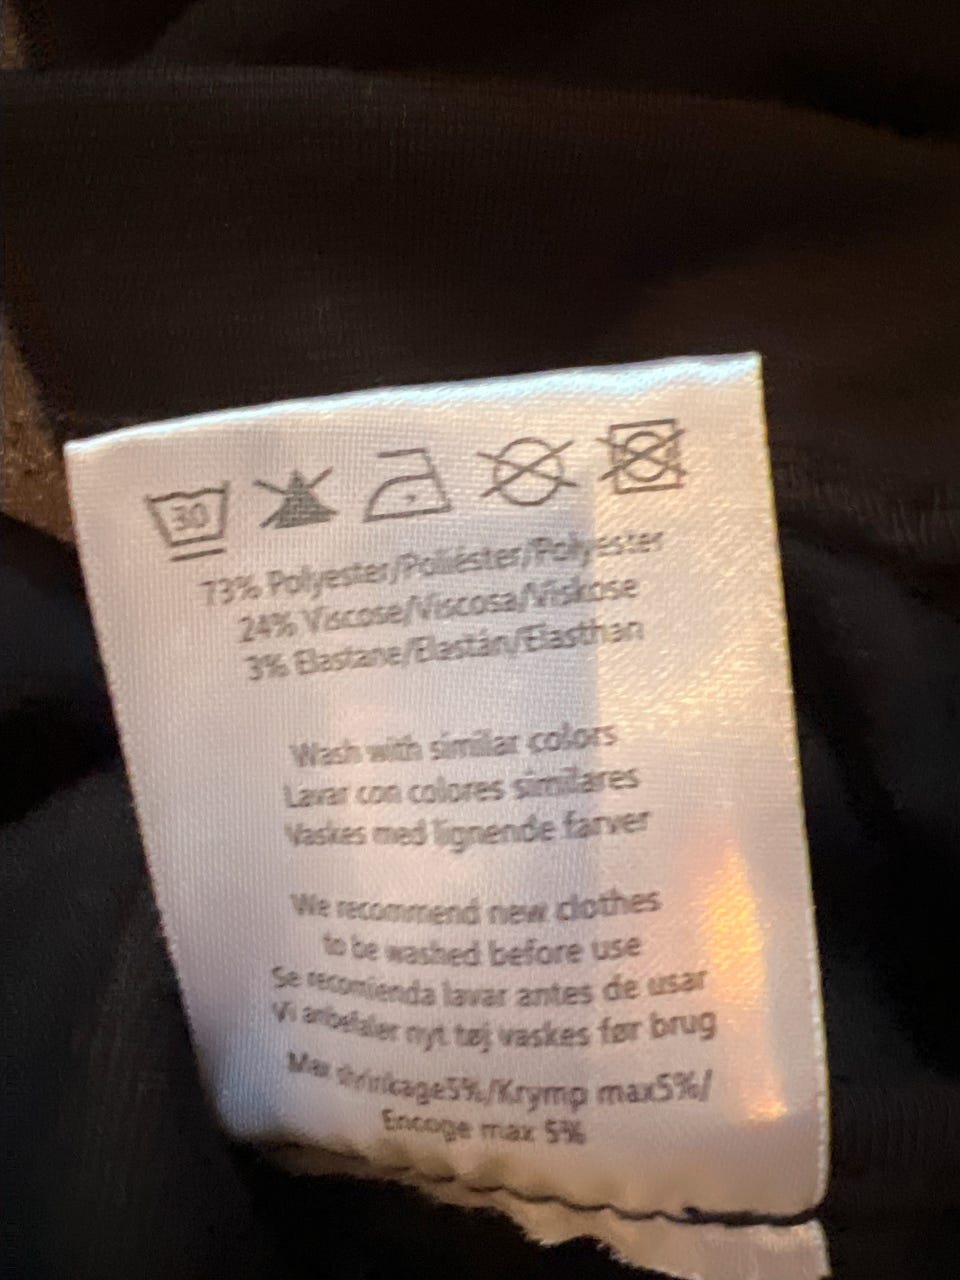 30
73% Polyester/Poliéster/Polyester
24% Viscose/Viscosa/Viskose
3% Elastane/Elastán/Elasthan
Wash with similar colors
Lavar con colores similares
Vaskes med lignende farver
We recommend new clothes
to be washed before use
Se recomienda lavar antes de usar
Vi anbefaler nyt tøj vaskes før brug
Max shrinkage5%/Krymp max5%/
Encoge max 5%